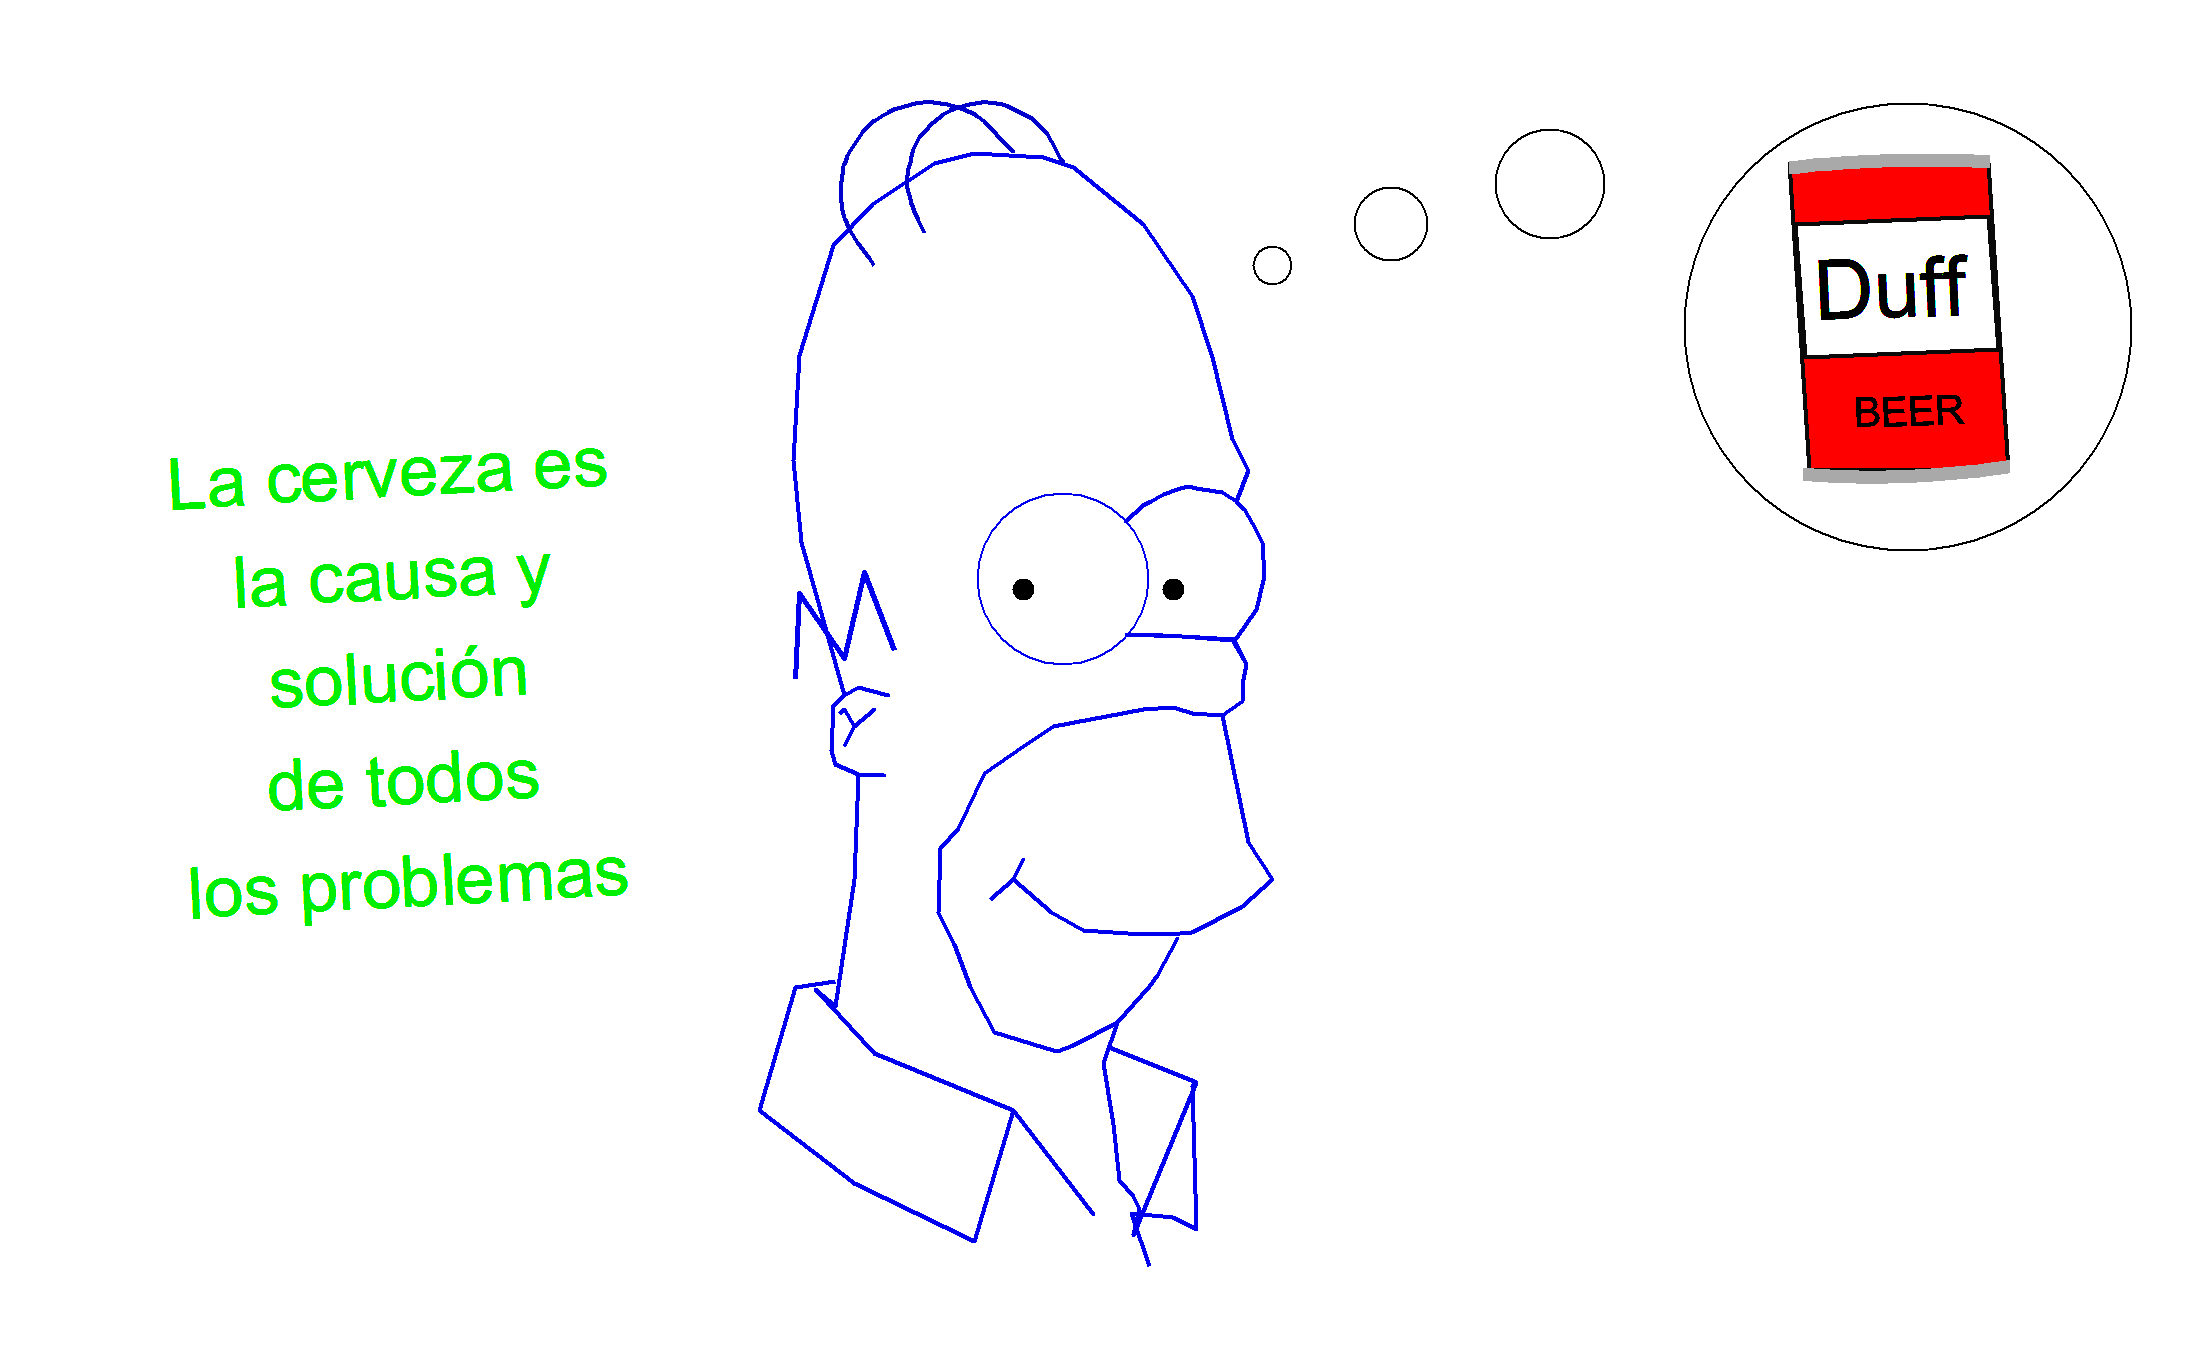 La cerveza es
la causa y
solución
de todos
los problemas
Duff
BEER